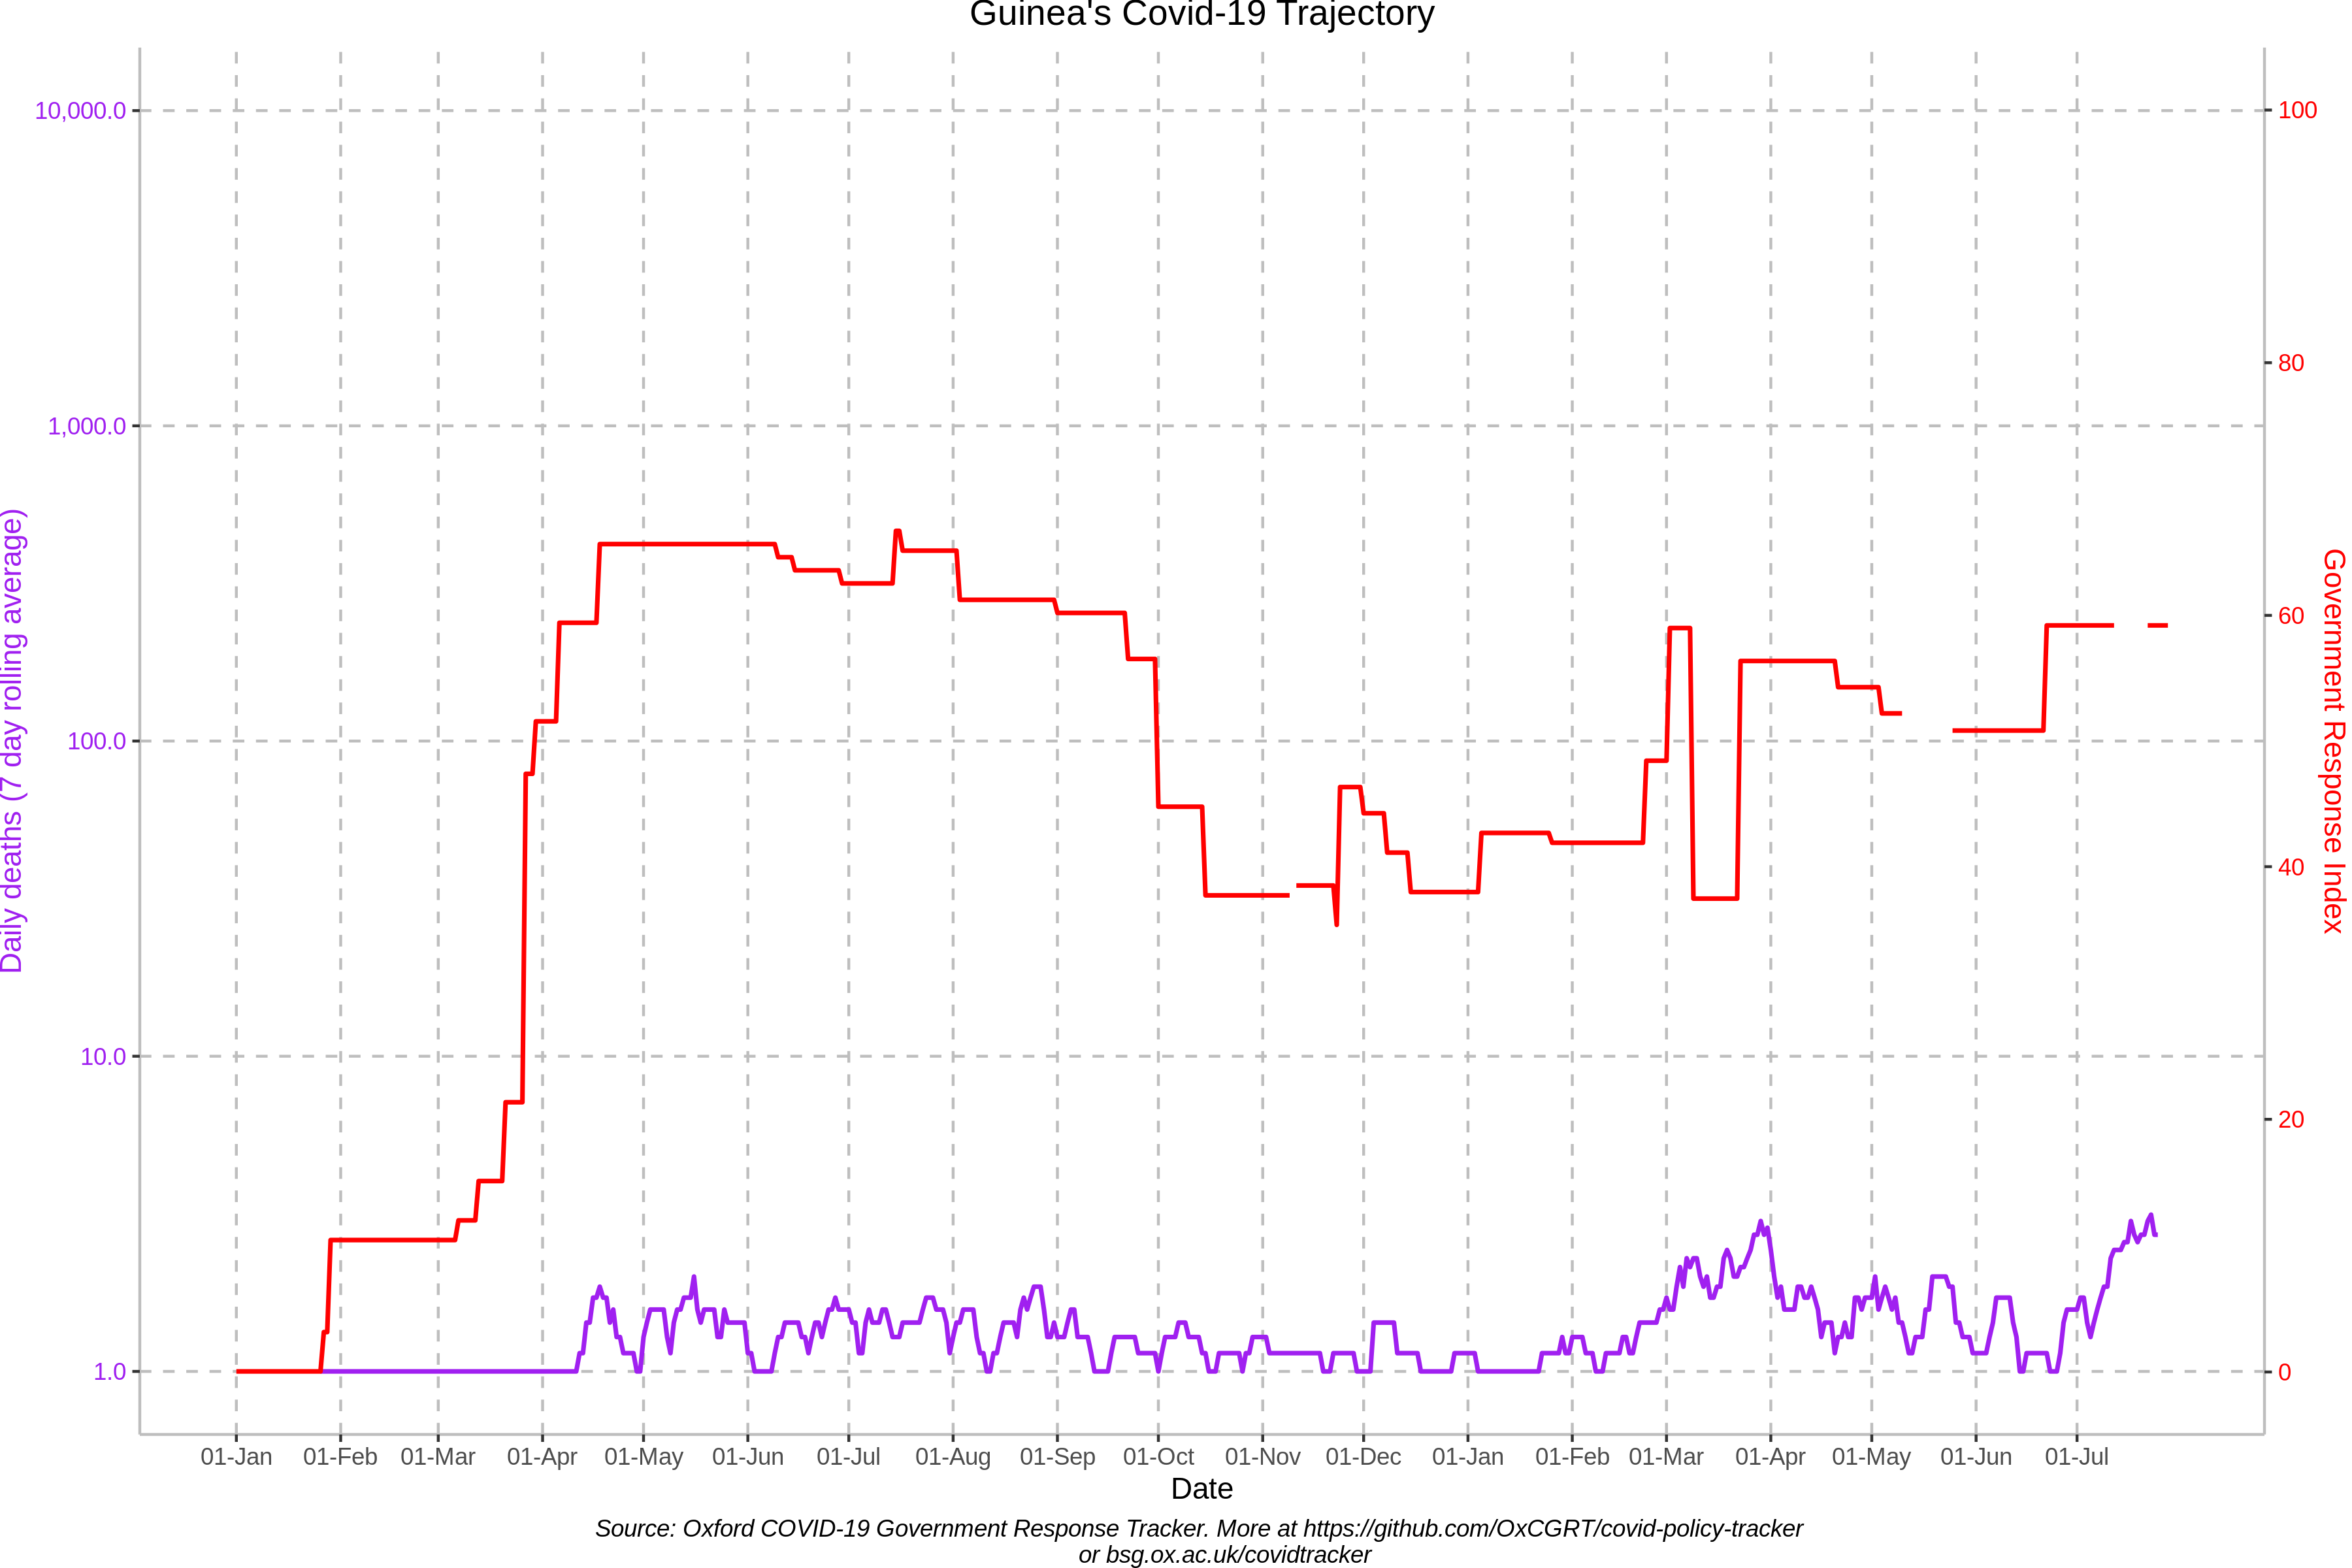 Guinea's Covid-19 Trajectory
10,000.0
1,000.0
100.0
10.0
1.0
Daily deaths (7 day rolling average)
100
80
60
40
20
0
Government Response Index
01-Jan 01-Feb 01-Mar 01-Apr 01-May 01-Jun 01-Jul 01-Aug 01-Sep 01-Oct 01-Nov 01-Dec 01-Jan 01-Feb 01-Mar 01-Apr 01-May 01-Jun 01-Jul
Date
Source: Oxford COVID-19 Government Response Tracker. More at https://github.com/OxCGRT/covid-policy-tracker
or bsg.ox.ac.uk/covidtracker